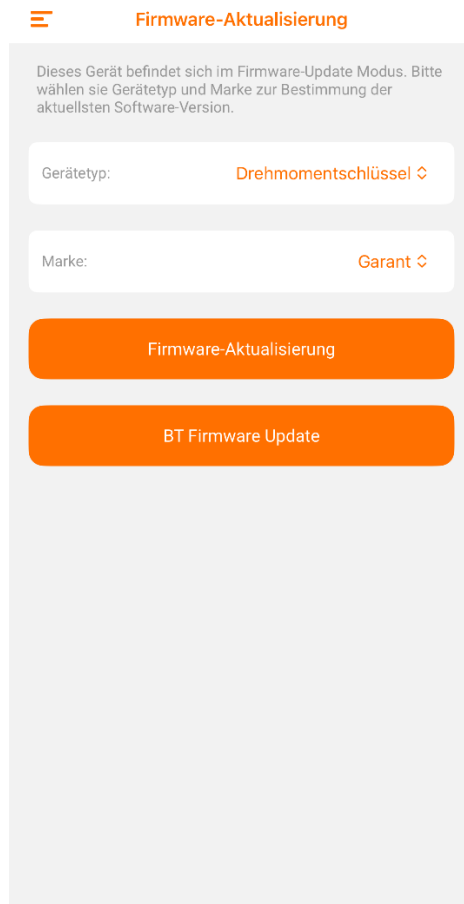 Firmware-Aktualisierung
Dieses Gerät befindet sich im Firmware-Update Modus. Bitte
wählen sie Gerätetyp und Marke zur Bestimmung der
aktuellsten Software-Version.
Gerätetyp: Drehmomentschlüssel
Marke: Garant
Firmware-Aktualisierung
BT Firmware Update